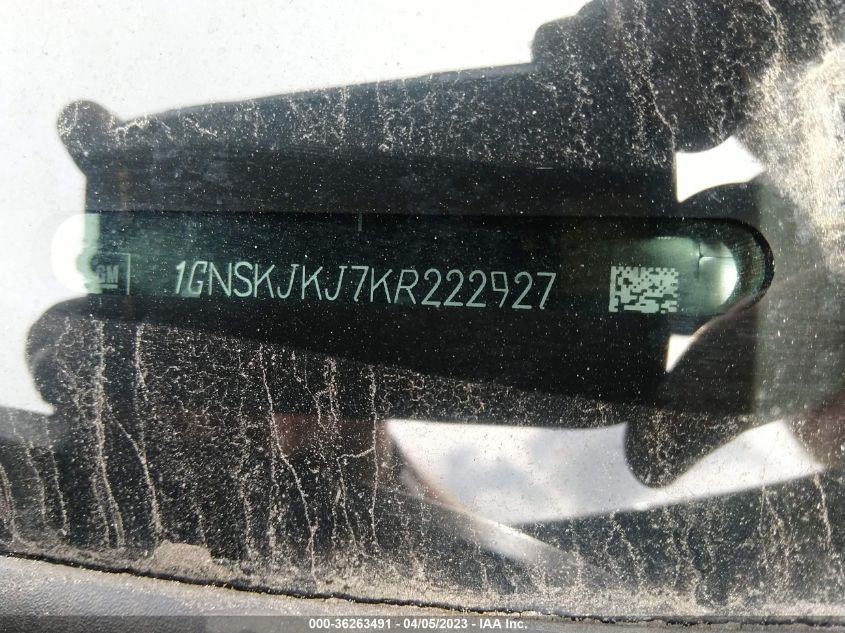 GM
1GNSKJKJ7KR222927
000-36263491 - 04/05/2023 - IAA Inc.